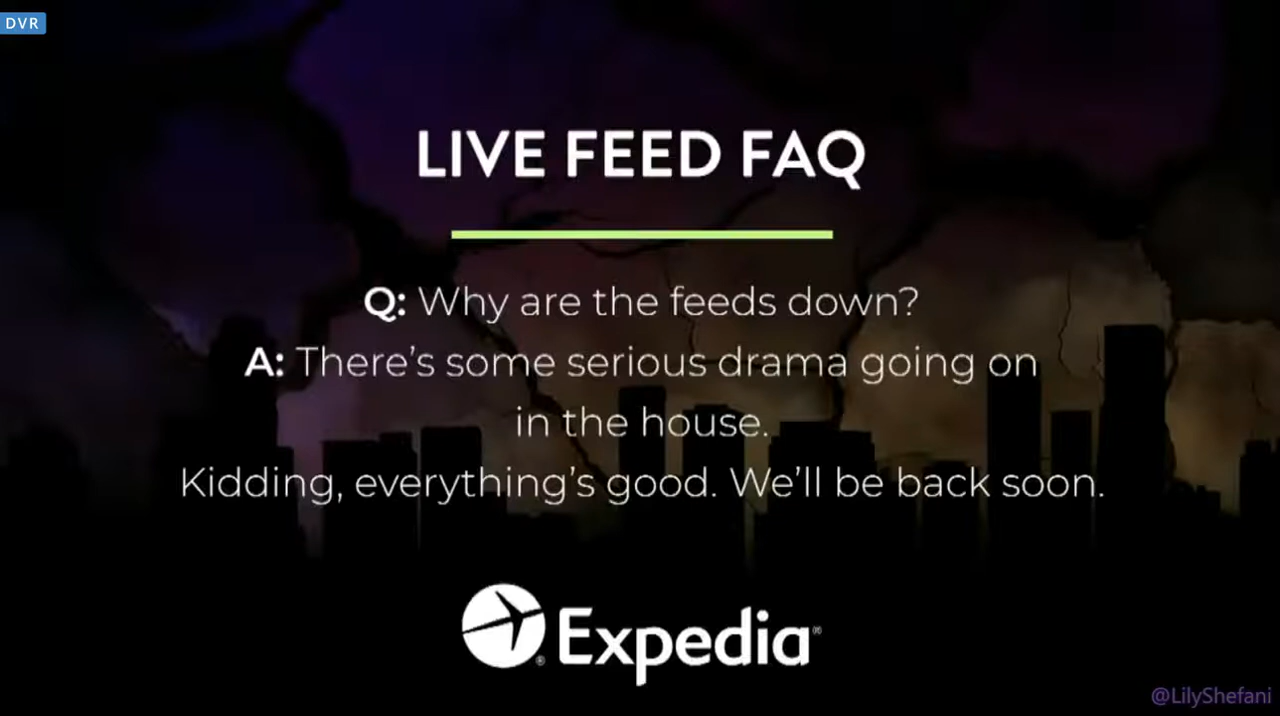 DVR
LIVE FEED FAQ
Q: Why are the feeds down?
A: There's some serious drama going on
in the house.
Kidding, everything's good. We'll be back soon.
Expedia®
@LilyShefani